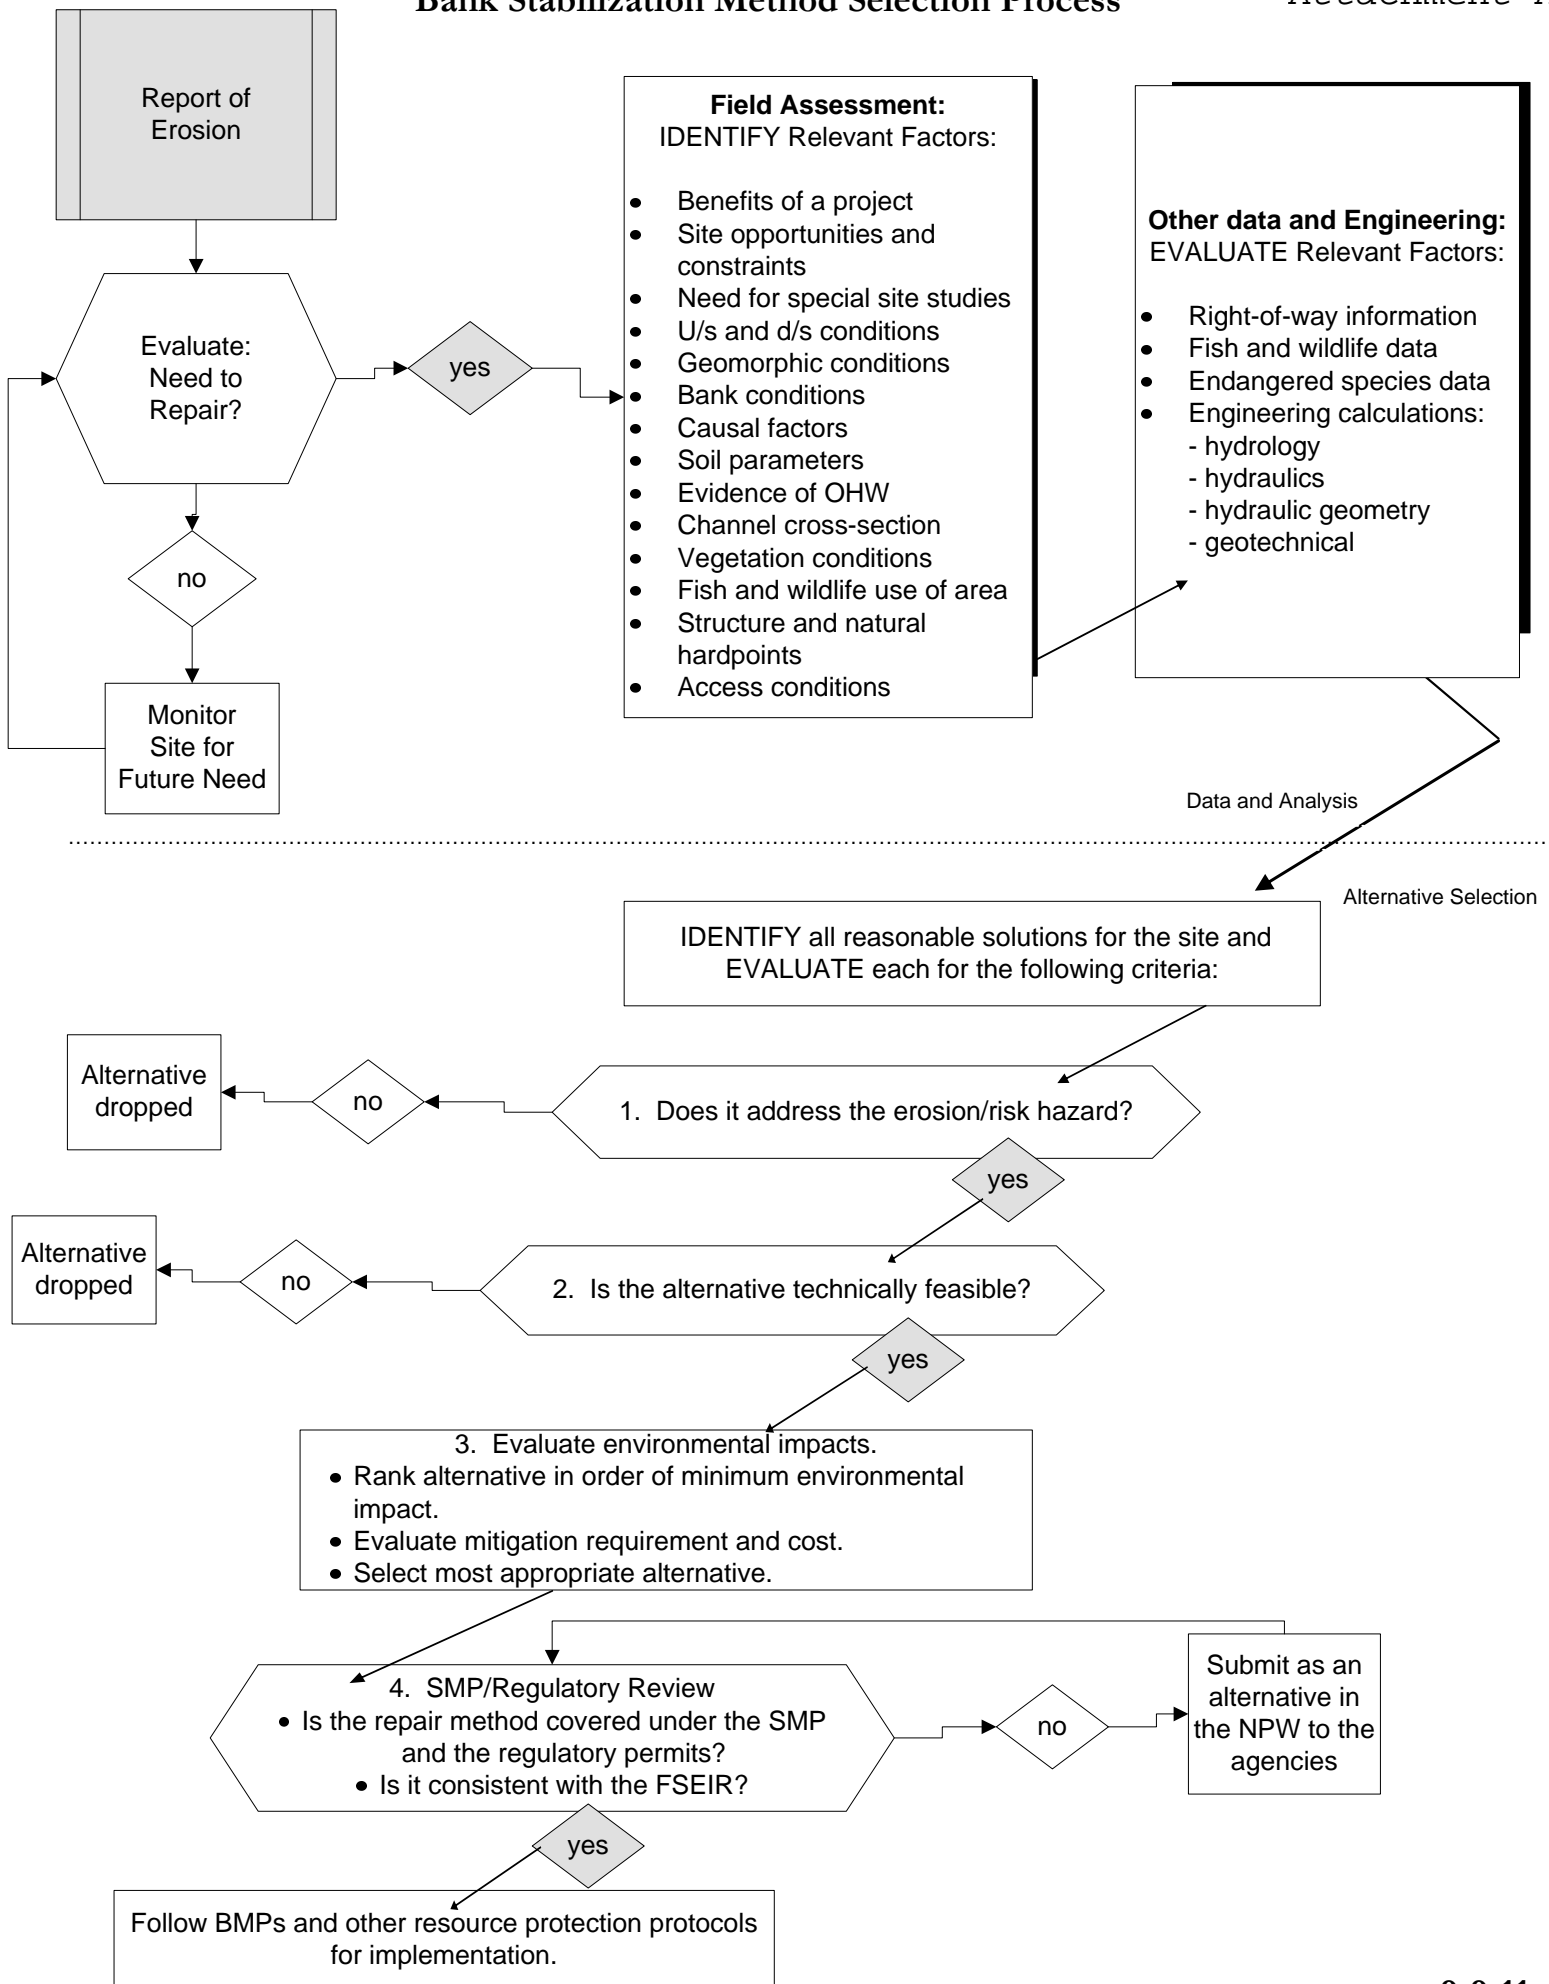 Bank Stabilization Method Selection Process
Report of
Erosion
Evaluate:
Need to
Repair?
yes
no
Monitor
Site for
Future Need
Field Assessment:
IDENTIFY Relevant Factors:
• Benefits of a project
• Site opportunities and
constraints
• Need for special site studies
• U/s and d/s conditions
• Geomorphic conditions
• Bank conditions
• Causal factors
• Soil parameters
• Evidence of OHW
• Channel cross-section
• Vegetation conditions
• Fish and wildlife use of area
• Structure and natural
hardpoints
• Access conditions
Other data and Engineering:
EVALUATE Relevant Factors:
• Right-of-way information
• Fish and wildlife data
• Endangered species data
• Engineering calculations:
- hydrology
- hydraulics
- hydraulic geometry
- geotechnical
Data and Analysis
Alternative Selection
IDENTIFY all reasonable solutions for the site and
EVALUATE each for the following criteria:
1. Does it address the erosion/risk hazard?
no
Alternative
dropped
yes
2. Is the alternative technically feasible?
no
Alternative
dropped
yes
3. Evaluate environmental impacts.
• Rank alternative in order of minimum environmental
impact.
• Evaluate mitigation requirement and cost.
• Select most appropriate alternative.
4. SMP/Regulatory Review
• Is the repair method covered under the SMP
and the regulatory permits?
• Is it consistent with the FSEIR?
no
Submit as an
alternative in
the NPW to the
agencies
yes
Follow BMPs and other resource protection protocols
for implementation.